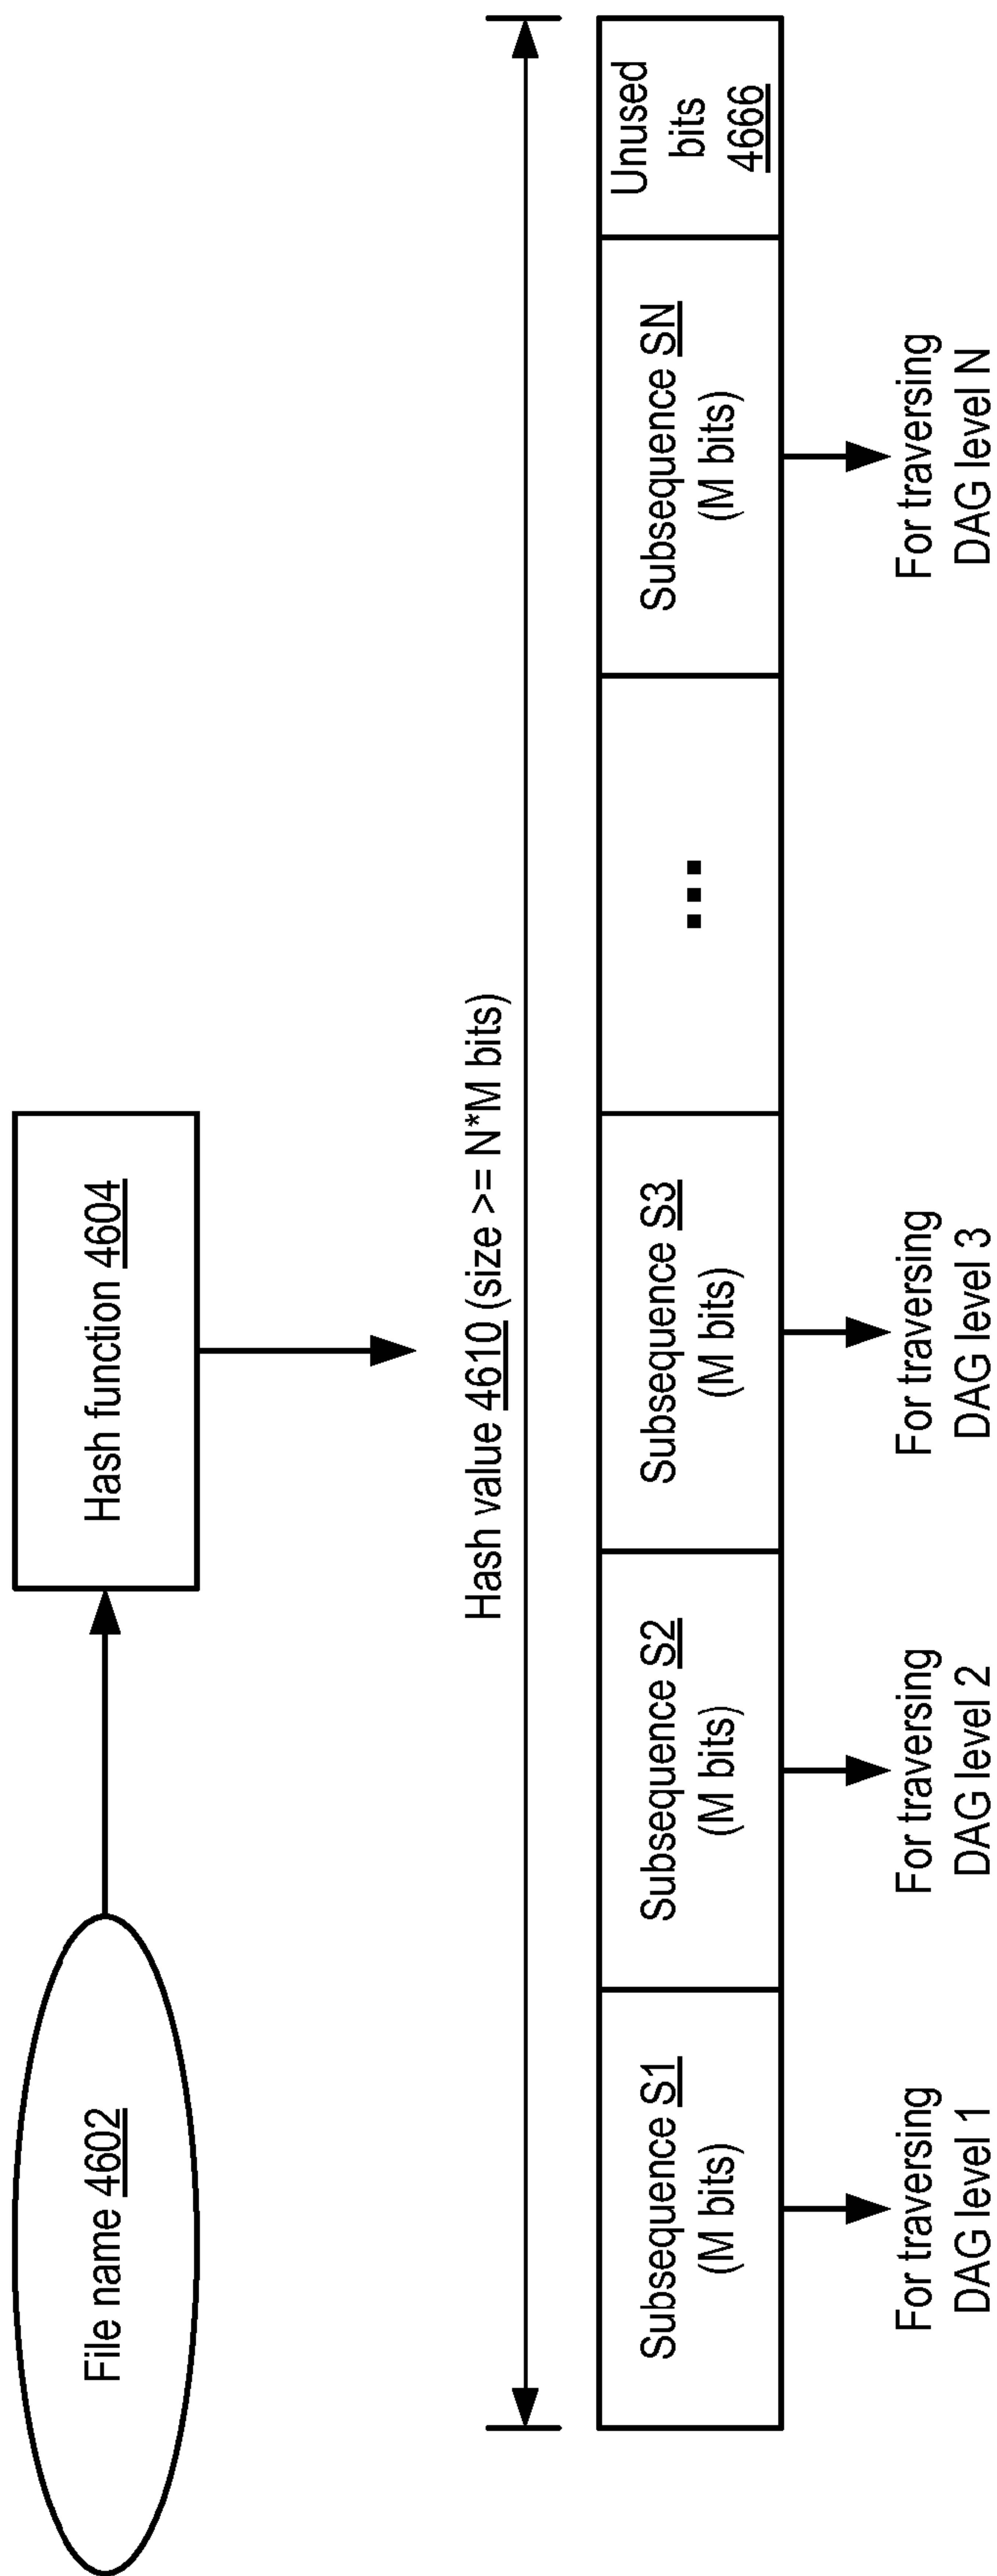 File name 4602
Hash function 4604
Hash value 4610 (size >= N*M bits)
Subsequence S1
(M bits)
Subsequence S2
(M bits)
Subsequence S3
(M bits)
...
Subsequence SN
(M bits)
Unused
bits
4666
For traversing
DAG level 1
For traversing
DAG level 2
For traversing
DAG level 3
For traversing
DAG level N